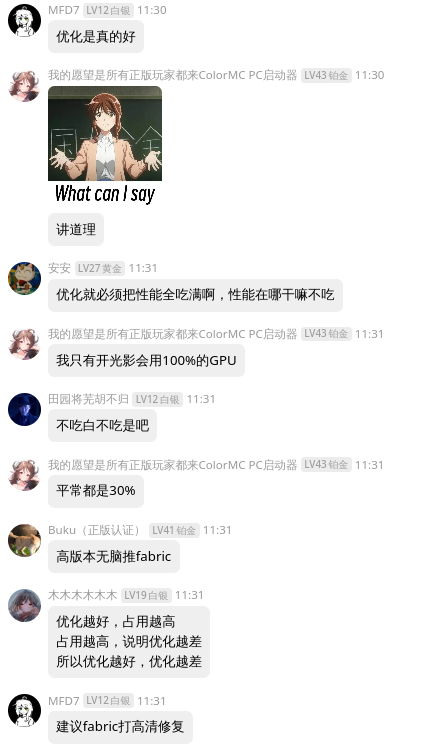 MFD7 LV12白银 11:30
优化是真的好
我的愿望是所有正版玩家都来ColorMC PC启动器 LV43铂金 11:30
What can I say
讲道理
安安 LV27黄金 11:31
优化就必须把性能全吃满啊，性能在哪干嘛不吃
我的愿望是所有正版玩家都来ColorMC PC启动器 LV43铂金 11:31
我只有开光影会用100%的GPU
田园将芜胡不归 LV12白银 11:31
不吃白不吃是吧
我的愿望是所有正版玩家都来ColorMC PC启动器 LV43铂金 11:31
平常都是30%
Buku（正版认证） LV41铂金 11:31
高版本无脑推fabric
木木木木木木 LV19白银 11:31
优化越好，占用越高
占用越高，说明优化越差
所以优化越好，优化越差
MFD7 LV12白银 11:31
建议fabric打高清修复